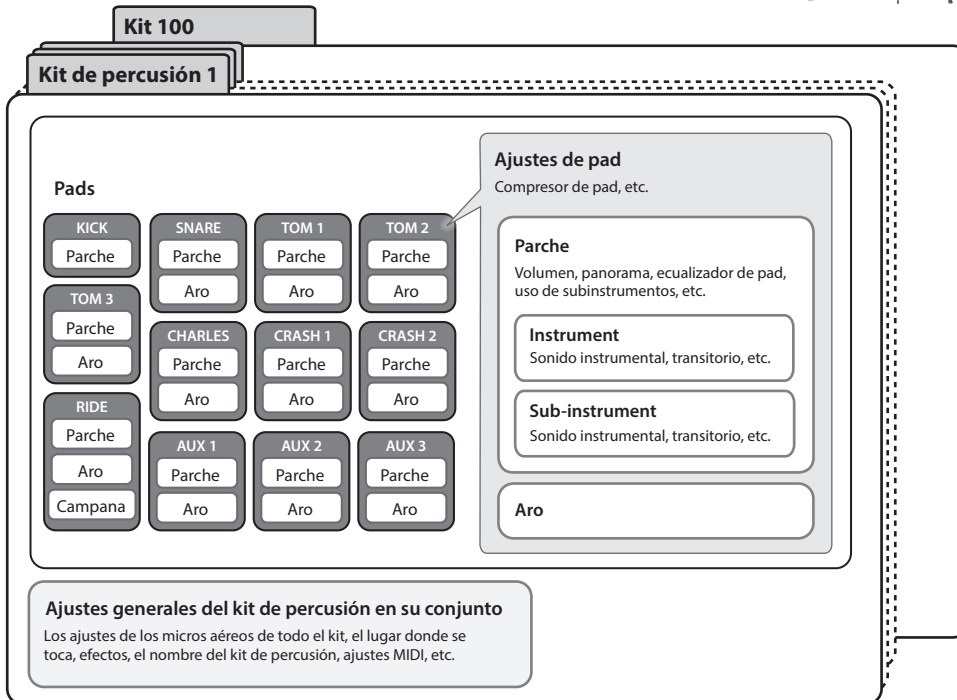 Kit 100
Kit de percusión 1
Pads
KICK
Parche
SNARE
Parche
Aro
TOM 1
Parche
Aro
TOM 2
Parche
Aro
TOM 3
Parche
Aro
CHARLES
Parche
Aro
CRASH 1
Parche
Aro
CRASH 2
Parche
Aro
RIDE
Parche
Aro
Campana
AUX 1
Parche
Aro
AUX 2
Parche
Aro
AUX 3
Parche
Aro
Ajustes de pad
Compresor de pad, etc.
Parche
Volumen, panorama, ecualizador de pad,
uso de subinstrumentos, etc.
Instrument
Sonido instrumental, transitorio, etc.
Sub-instrument
Sonido instrumental, transitorio, etc.
Aro
Ajustes generales del kit de percusión en su conjunto
Los ajustes de los micros aéreos de todo el kit, el lugar donde se
toca, efectos, el nombre del kit de percusión, ajustes MIDI, etc.